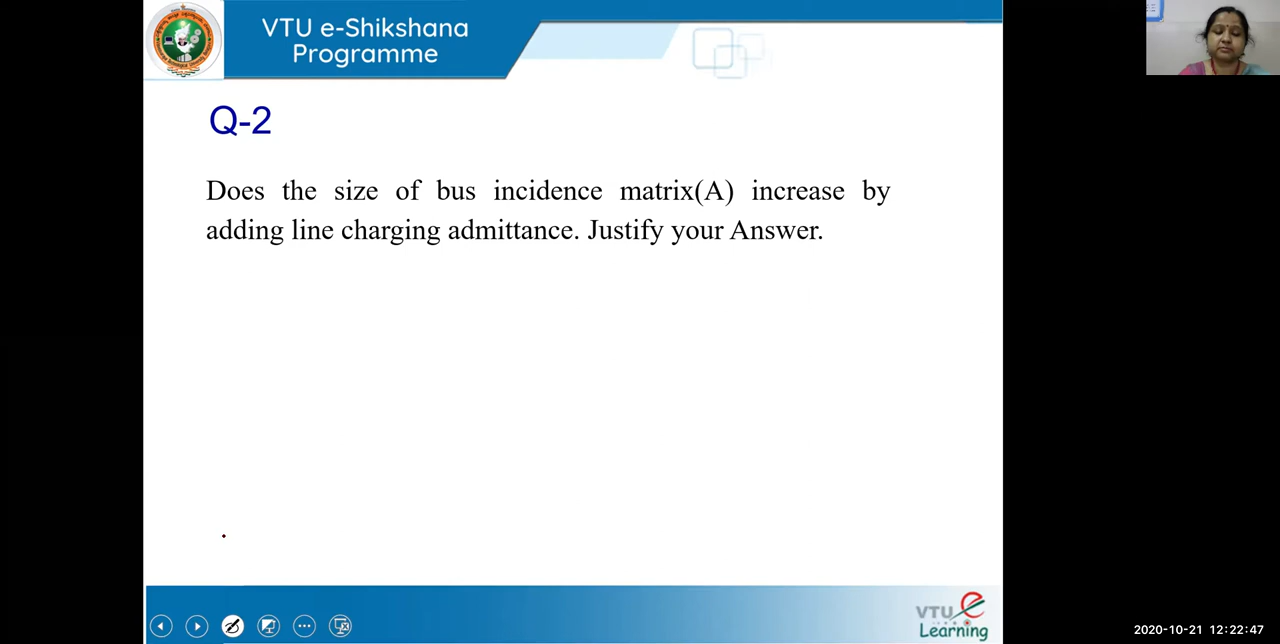 VTU e-Shikshana
Programme
Q-2
Does the size of bus incidence matrix(A) increase by
adding line charging admittance. Justify your Answer.
VTU
Learning
2020-10-21 12:22:47